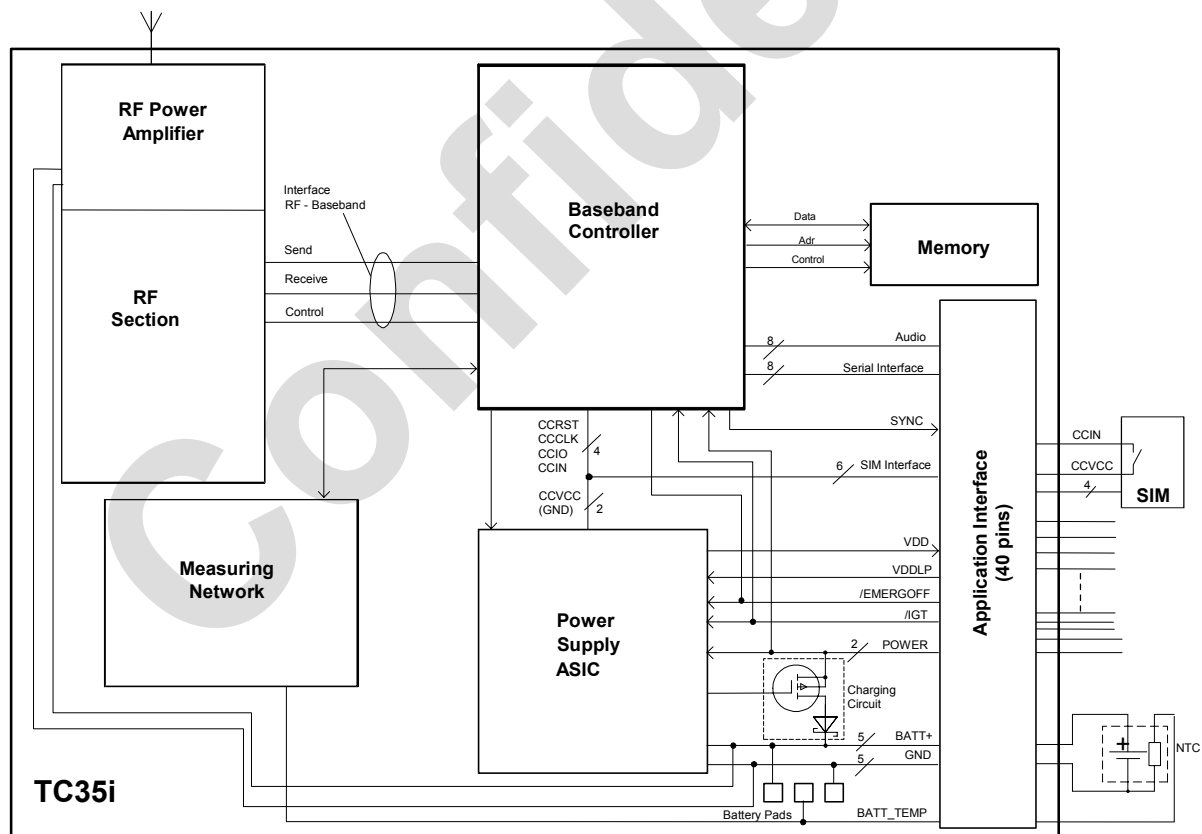 Confide
RF Power
Amplifier
Interface
RF - Baseband
Baseband
Controller
Data
Adr
Control
Memory
Send
Receive
Control
RF
Section
Audio
8
Serial Interface
8
SYNC
CCRST
CCCLK
CCIO
CCIN
4
6
SIM Interface
CCVCC
(GND)
2
CCIN
CCVCC
4
SIM
Application Interface
(40 pins)
Measuring
Network
Power
Supply
ASIC
VDD
VDDLP
/EMERGOFF
/IGT
2
POWER
Charging
Circuit
5
BATT+
5
GND
Battery Pads
BATT_TEMP
+
NTC
TC35i